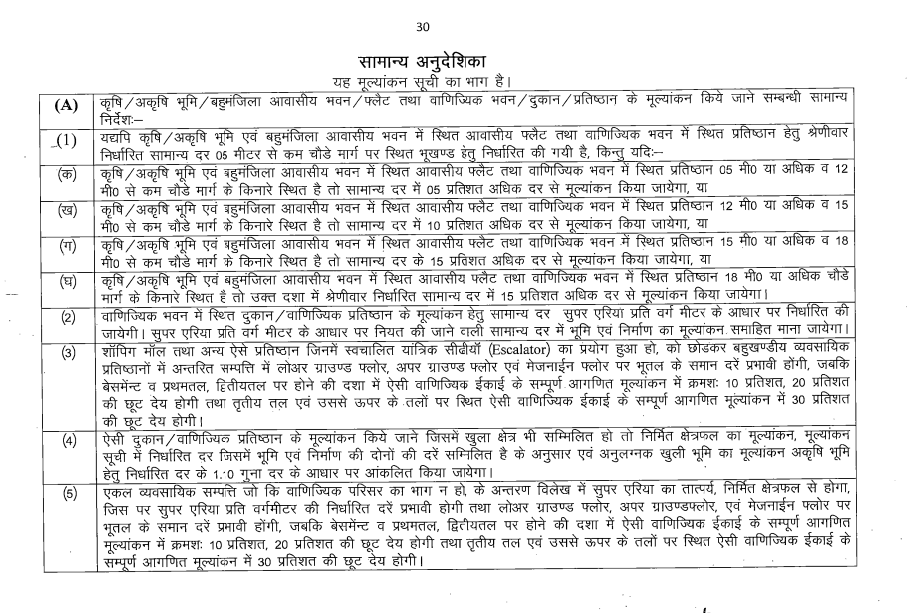 30
सामान्य अनुदेशिका
यह मूल्यांकन सूची का भाग है।
(A) कृषि/अकृषि भूमि/बहुमंजिला आवासीय भवन/फ्लैट तथा वाणिज्यिक भवन/दुकान/प्रतिष्ठान के मूल्यांकन किये जाने सम्बन्धी सामान्य
निर्देशः–
(1) यद्यपि कृषि/अकृषि भूमि एवं बहुमंजिला आवासीय भवन में स्थित आवासीय फ्लैट तथा वाणिज्यिक भवन में स्थित प्रतिष्ठान हेतु श्रेणीवार
निर्धारित सामान्य दर 05 मीटर से कम चौडे मार्ग पर स्थित भूखण्ड हेतु निर्धारित की गयी है, किन्तु यदिः–
(क) कृषि/अकृषि भूमि एवं बहुमंजिला आवासीय भवन में स्थित आवासीय फ्लैट तथा वाणिज्यिक भवन में स्थित प्रतिष्ठान 05 मी0 या अधिक व 12
मी0 से कम चौडे मार्ग के किनारे स्थित है तो सामान्य दर में 05 प्रतिशत अधिक दर से मूल्यांकन किया जायेगा, या
(ख) कृषि/अकृषि भूमि एवं बहुमंजिला आवासीय भवन में स्थित आवासीय फ्लैट तथा वाणिज्यिक भवन में स्थित प्रतिष्ठान 12 मी0 या अधिक व 15
मी0 से कम चौडे मार्ग के किनारे स्थित है तो सामान्य दर में 10 प्रतिशत अधिक दर से मूल्यांकन किया जायेगा, या
(ग) कृषि/अकृषि भूमि एवं बहुमंजिला आवासीय भवन में स्थित आवासीय फ्लैट तथा वाणिज्यिक भवन में स्थित प्रतिष्ठान 15 मी0 या अधिक व 18
मी0 से कम चौडे मार्ग के किनारे स्थित है तो सामान्य दर के 15 प्रतिशत अधिक दर से मूल्यांकन किया जायेगा, या
(घ) कृषि/अकृषि भूमि एवं बहुमंजिला आवासीय भवन में स्थित आवासीय फ्लैट तथा वाणिज्यिक भवन में स्थित प्रतिष्ठान 18 मी0 या अधिक चौडे
मार्ग के किनारे स्थित है तो उक्त दशा में श्रेणीवार निर्धारित सामान्य दर में 15 प्रतिशत अधिक दर से मूल्यांकन किया जायेगा।
(2) वाणिज्यिक भवन में स्थित दुकान/वाणिज्यिक प्रतिष्ठान के मूल्यांकन हेतु सामान्य दर सुपर एरिया प्रति वर्ग मीटर के आधार पर निर्धारित की
जायेगी। सुपर एरिया प्रति वर्ग मीटर के आधार पर नियत की जाने वाली सामान्य दर में भूमि एवं निर्माण का मूल्यांकन समाहित माना जायेगा।
(3) शॉपिंग मॉल तथा अन्य ऐसे प्रतिष्ठान जिनमें स्वचालित यांत्रिक सीढीयाँ (Escalator) का प्रयोग हुआ हो, को छोडकर बहुखण्डीय व्यवसायिक
प्रतिष्ठानों में अन्तरित सम्पत्ति में लोअर ग्राउण्ड फ्लोर, अपर ग्राउण्ड फ्लोर एवं मेजनाईन फ्लोर पर भूतल के समान दरें प्रभावी होंगी, जबकि
बेसमेंन्ट व प्रथमतल, द्वितीयतल पर होने की दशा में ऐसी वाणिज्यिक ईकाई के सम्पूर्ण आगणित मूल्यांकन में क्रमशः 10 प्रतिशत, 20 प्रतिशत
की छूट देय होगी तथा तृतीय तल एवं उससे ऊपर के तलों पर स्थित ऐसी वाणिज्यिक ईकाई के सम्पूर्ण आगणित मूल्यांकन में 30 प्रतिशत
की छूट देय होगी।
(4) ऐसी दुकान/वाणिज्यिक प्रतिष्ठान के मूल्यांकन किये जाने जिसमें खुला क्षेत्र भी सम्मिलित हो तो निर्मित क्षेत्रफल का मूल्यांकन, मूल्यांकन
सूची में निर्धारित दर जिसमें भूमि एवं निर्माण की दोनों की दरें सम्मिलित है के अनुसार एवं अनुलग्नक खुली भूमि का मूल्यांकन अकृषि भूमि
हेतु निर्धारित दर के गुना दर के आधार पर आंकलित किया जायेगा।
(5) एकल व्यवसायिक सम्पत्ति जो कि वाणिज्यिक परिसर का भाग न हो, के अन्तरण विलेख में सुपर एरिया का तात्पर्य, निर्मित क्षेत्रफल से होगा,
जिस पर सुपर एरिया प्रति वर्गमीटर की निर्धारित दरें प्रभावी होगी तथा लोअर ग्राउण्ड फ्लोर, अपर ग्राउण्डफ्लोर, एवं मेजनाईन फ्लोर पर
भूतल के समान दरें प्रभावी होंगी, जबकि बेसमेंन्ट व प्रथमतल, द्वितीयतल पर होने की दशा में ऐसी वाणिज्यिक ईकाई के सम्पूर्ण आगणित
मूल्यांकन में क्रमशः 10 प्रतिशत, 20 प्रतिशत की छूट देय होगी तथा तृतीय तल एवं उससे ऊपर के तलों पर स्थित ऐसी वाणिज्यिक ईकाई के
सम्पूर्ण आगणित मूल्यांकन में 30 प्रतिशत की छूट देय होगी।